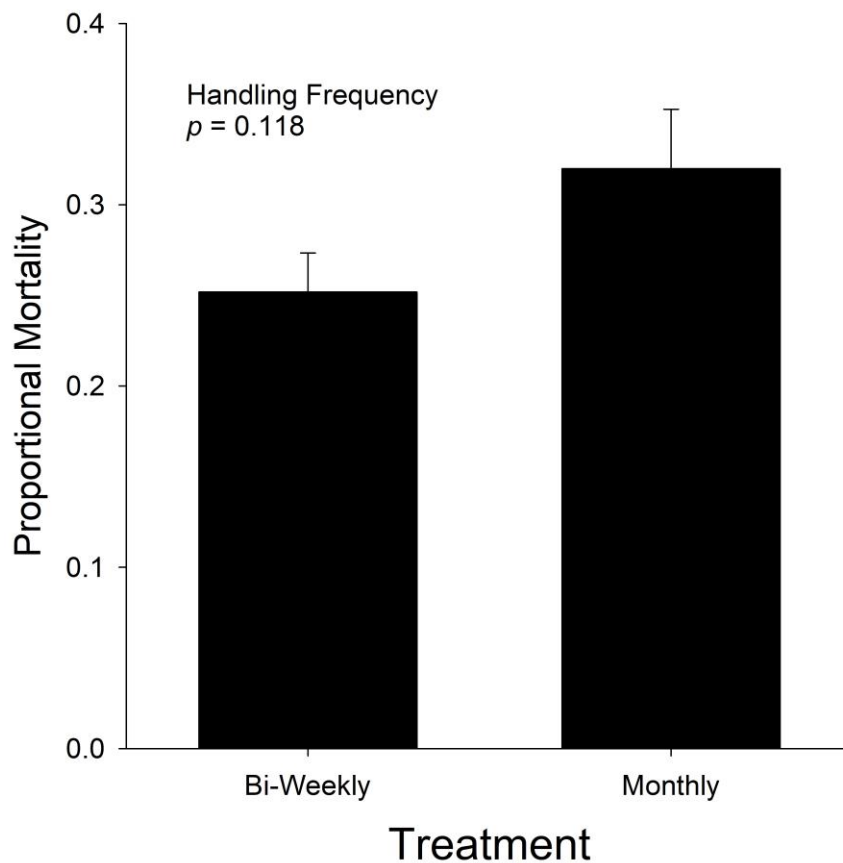 Handling Frequency
p = 0.118
Proportional Mortality
0.4
0.3
0.2
0.1
0.0
Bi-Weekly
Monthly
Treatment